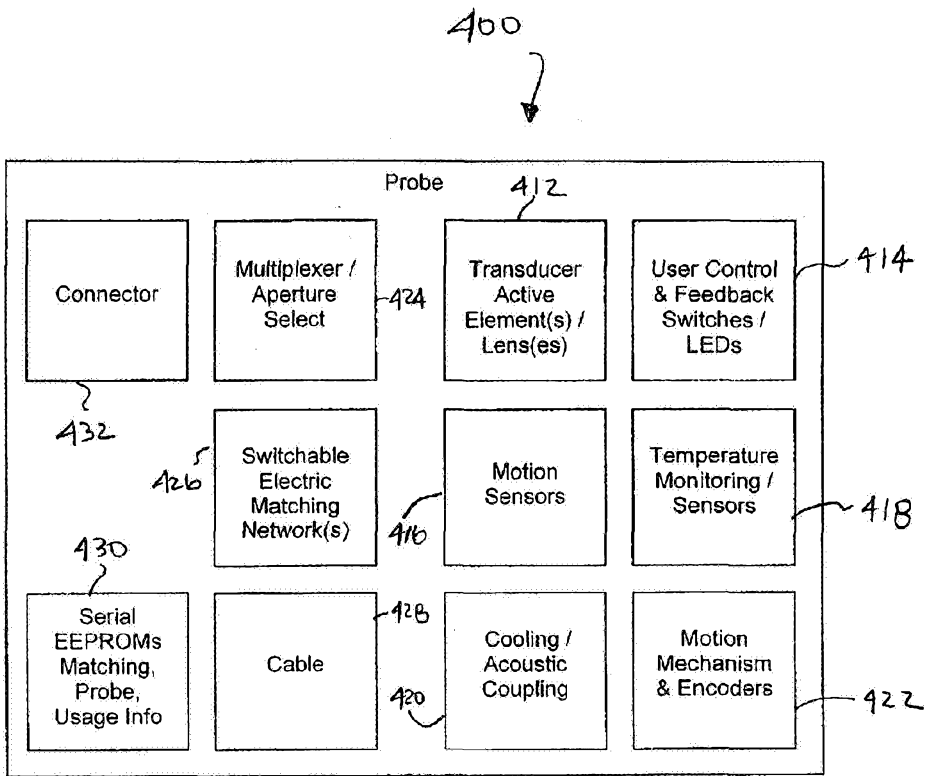 400
Probe
412
Connector
432
Multiplexer /
Aperture
Select
424
Transducer
Active
Element(s) /
Lens(es)
User Control
& Feedback
Switches /
LEDs
414
426
Switchable
Electric
Matching
Network(s)
416
Motion
Sensors
Temperature
Monitoring /
Sensors
418
430
Serial
EEPROMs
Matching,
Probe,
Usage Info
Cable
428
420
Cooling /
Acoustic
Coupling
Motion
Mechanism
& Encoders
422